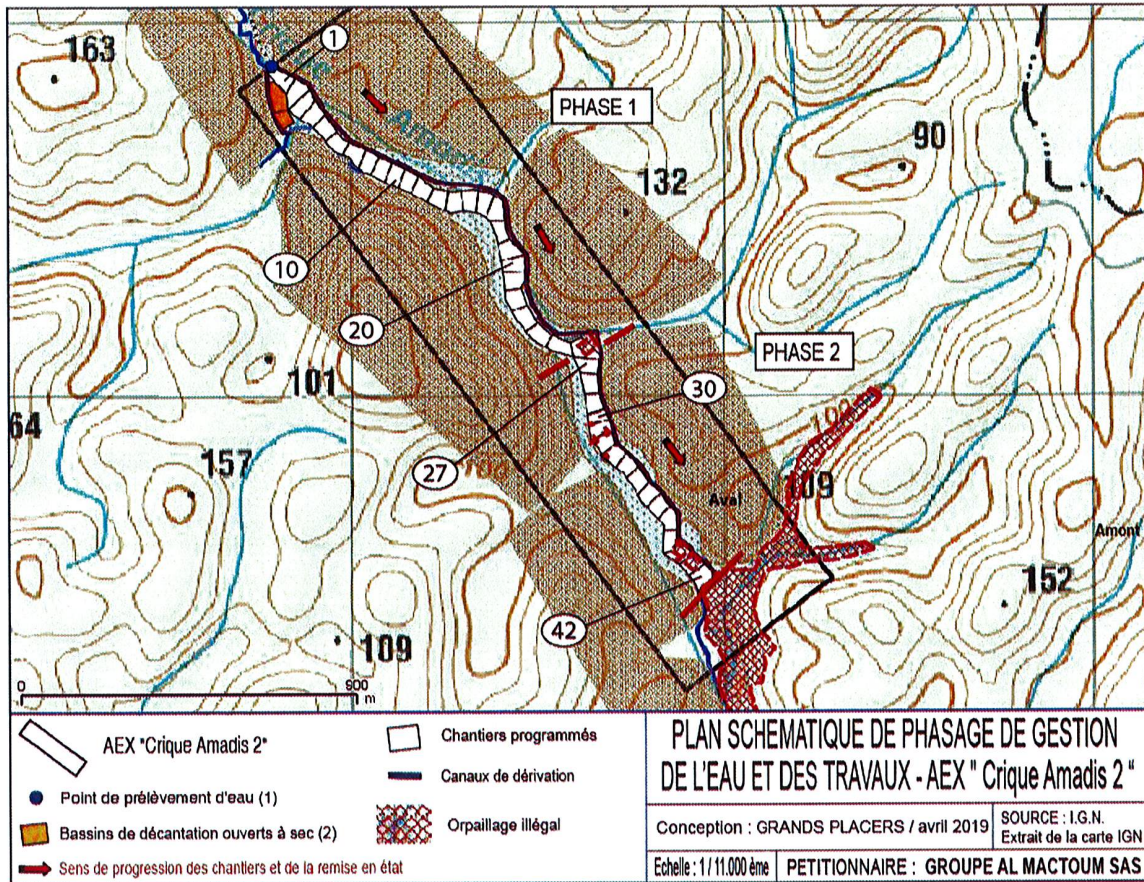 163
1
PHASE 1
90
132
10
20
PHASE 2
101
30
64
27
157
100
190
Aval
109
Amont
152
42
109
0
900
m
AEX "Crique Amadis 2"
Point de prélèvement d'eau (1)
Bassins de décantation ouverts à sec (2)
Sens de progression des chantiers et de la remise en état
Chantiers programmés
Canaux de dérivation
Orpaillage illégal
PLAN SCHEMATIQUE DE PHASAGE DE GESTION
DE L'EAU ET DES TRAVAUX - AEX " Crique Amadis 2 "
Conception : GRANDS PLACERS / avril 2019
SOURCE : I.G.N.
Extrait de la carte IGN
Echelle : 1 / 11.000 ème
PETITIONNAIRE : GROUPE AL MACTOUM SAS